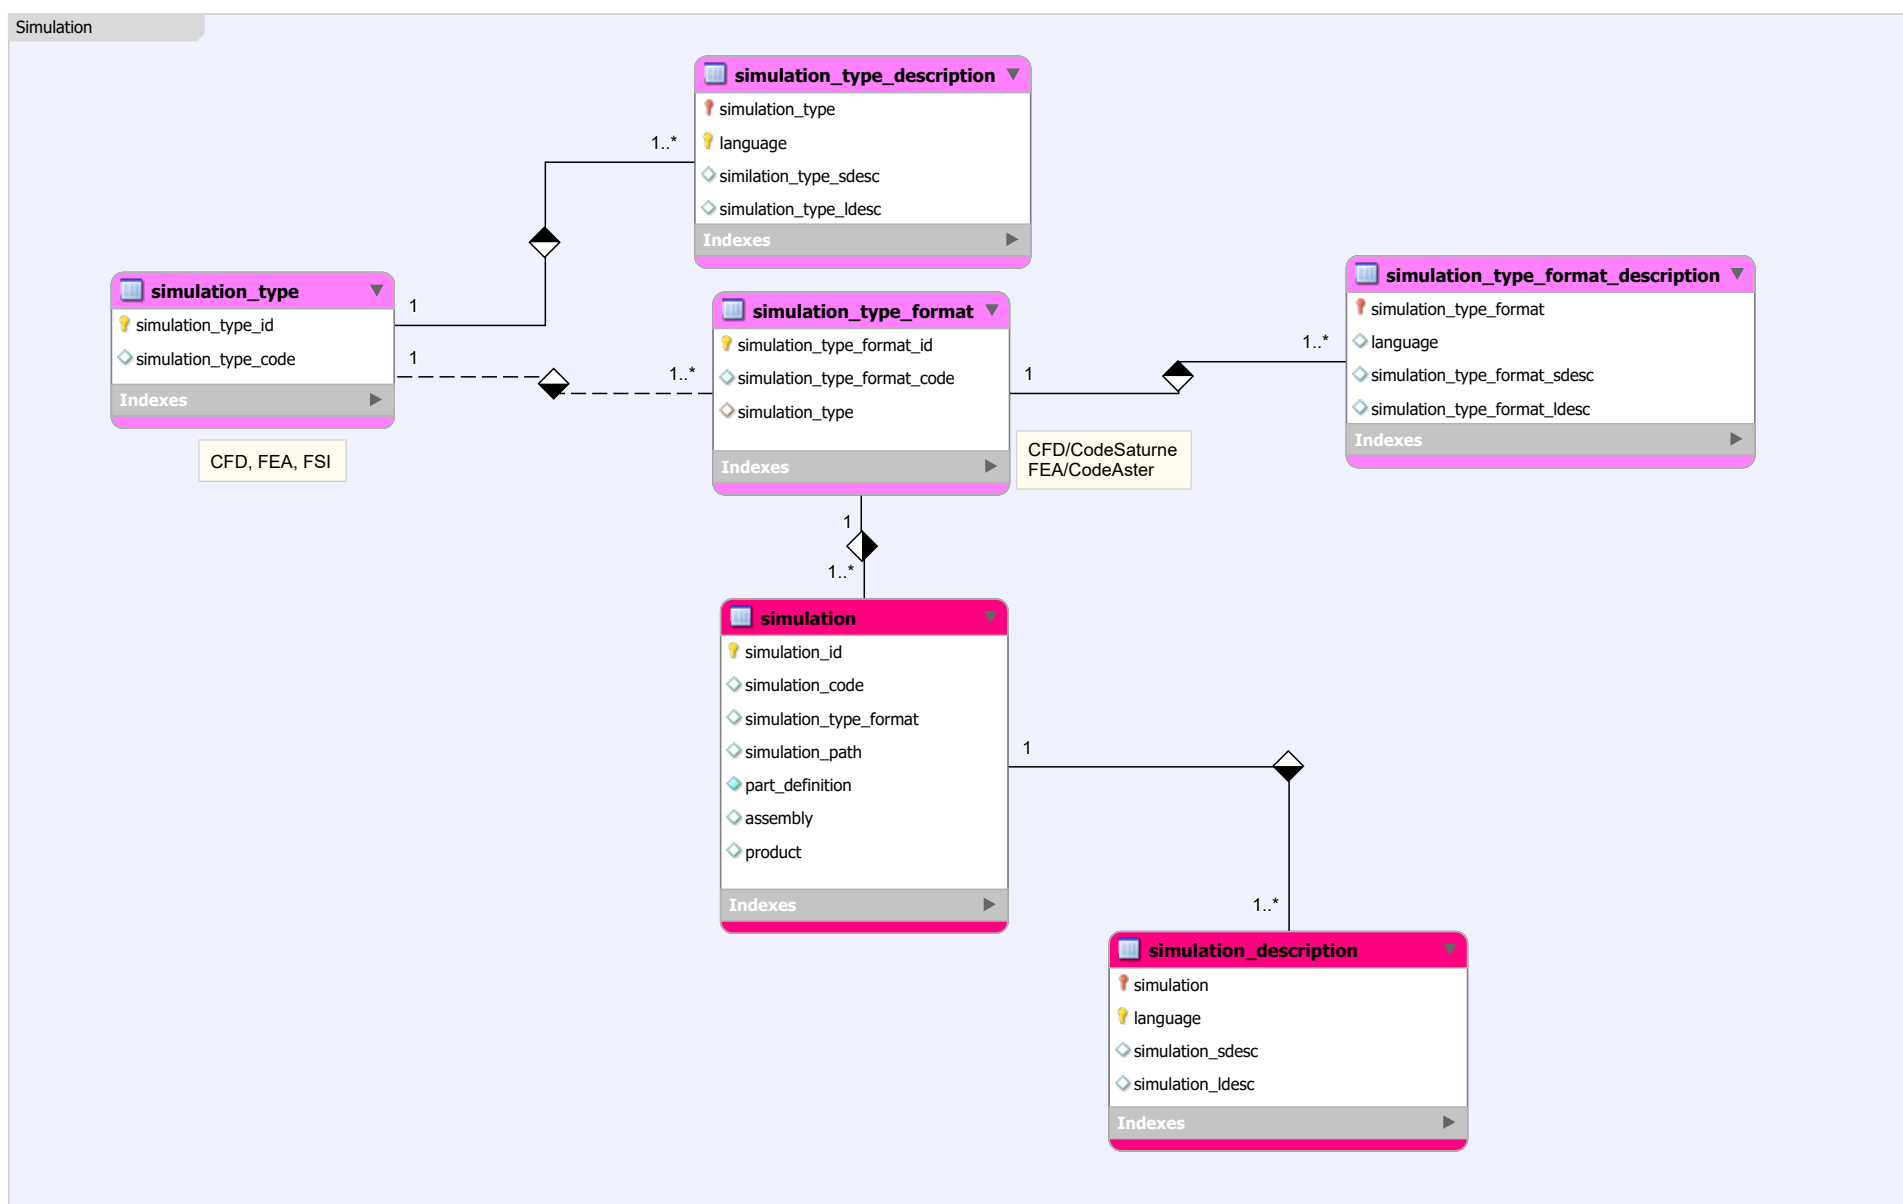 Simulation
simulation_type_description
simulation_type
language
similation_type_sdesc
simulation_type_ldesc
Indexes
1..*
simulation_type
simulation_type_id
simulation_type_code
Indexes
1
1
CFD, FEA, FSI
1..*
simulation_type_format
simulation_type_format_id
simulation_type_format_code
simulation_type
Indexes
1
CFD/CodeSaturne
FEA/CodeAster
1..*
simulation_type_format_description
simulation_type_format
language
simulation_type_format_sdesc
simulation_type_format_ldesc
Indexes
1
1..*
simulation
simulation_id
simulation_code
simulation_type_format
simulation_path
part_definition
assembly
product
Indexes
1
1..*
simulation_description
simulation
language
simulation_sdesc
simulation_ldesc
Indexes